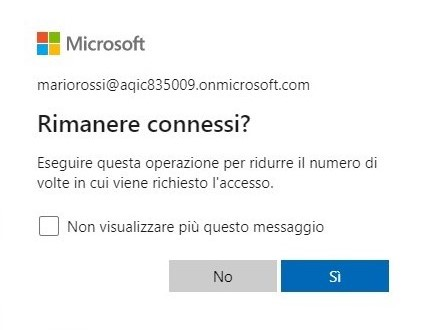 Microsoft
mariorossi@aqic835009.onmicrosoft.com
Rimanere connessi?
Eseguire questa operazione per ridurre il numero di
volte in cui viene richiesto l'accesso.
Non visualizzare più questo messaggio
No
Sì